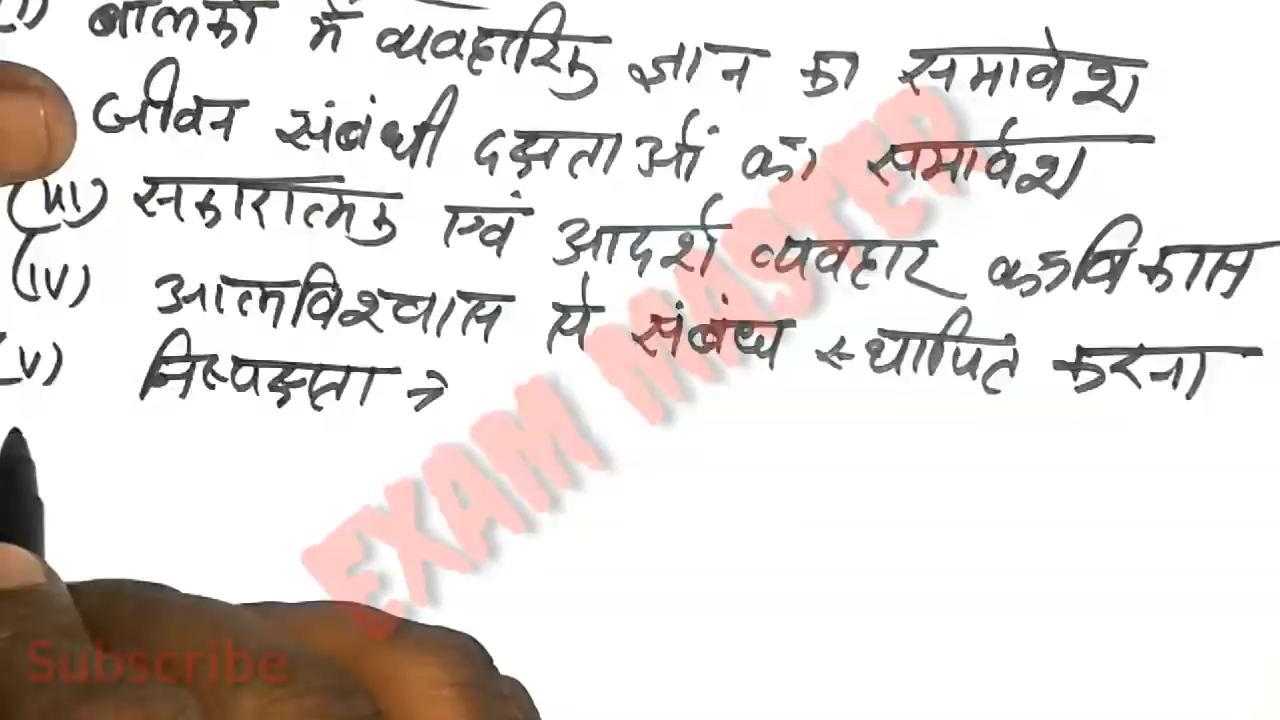 बालकों में व्यवहारिक ज्ञान का समावेश
जीवन संबंधी दक्षताओं का समावेश
(iii) सकारात्मक एवं आदर्श व्यवहार का विकास
(iv) आत्मविश्वास से संबंध स्थापित करना
(v) निष्पक्षता →
EXAM MASTER
Subscribe